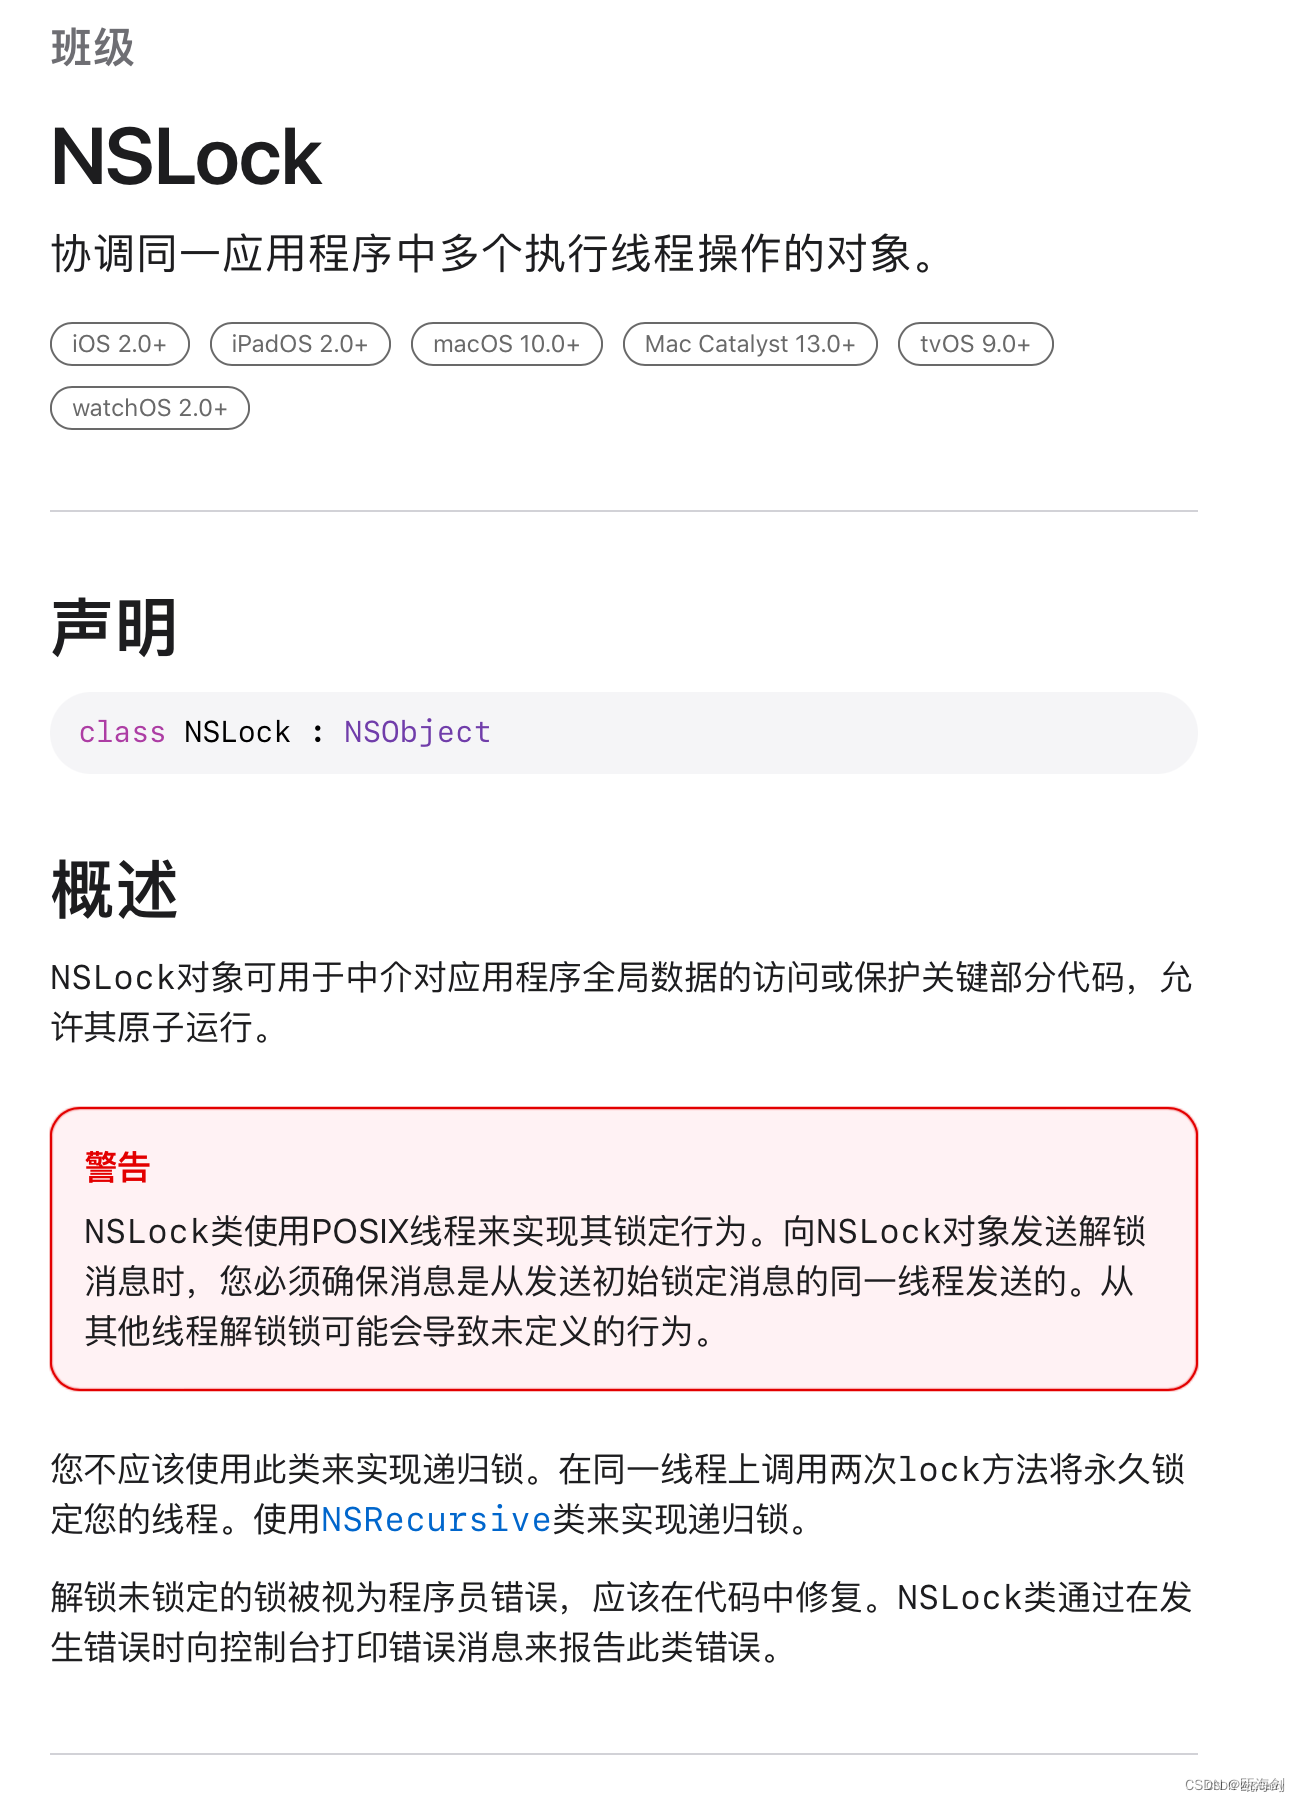 班级
NSLock
协调同一应用程序中多个执行线程操作的对象。
iOS 2.0+ iPadOS 2.0+ macOS 10.0+ Mac Catalyst 13.0+ tvOS 9.0+
watchOS 2.0+
声明
class NSLock : NSObject
概述
NSLock对象可用于中介对应用程序全局数据的访问或保护关键部分代码，允
许其原子运行。
警告
NSLock类使用POSIX线程来实现其锁定行为。向NSLock对象发送解锁
消息时，您必须确保消息是从发送初始锁定消息的同一线程发送的。从
其他线程解锁锁可能会导致未定义的行为。
您不应该使用此类来实现递归锁。在同一线程上调用两次lock方法将永久锁
定您的线程。使用NSRecursive类来实现递归锁。
解锁未锁定的锁被视为程序员错误，应该在代码中修复。NSLock类通过在发
生错误时向控制台打印错误消息来报告此类错误。